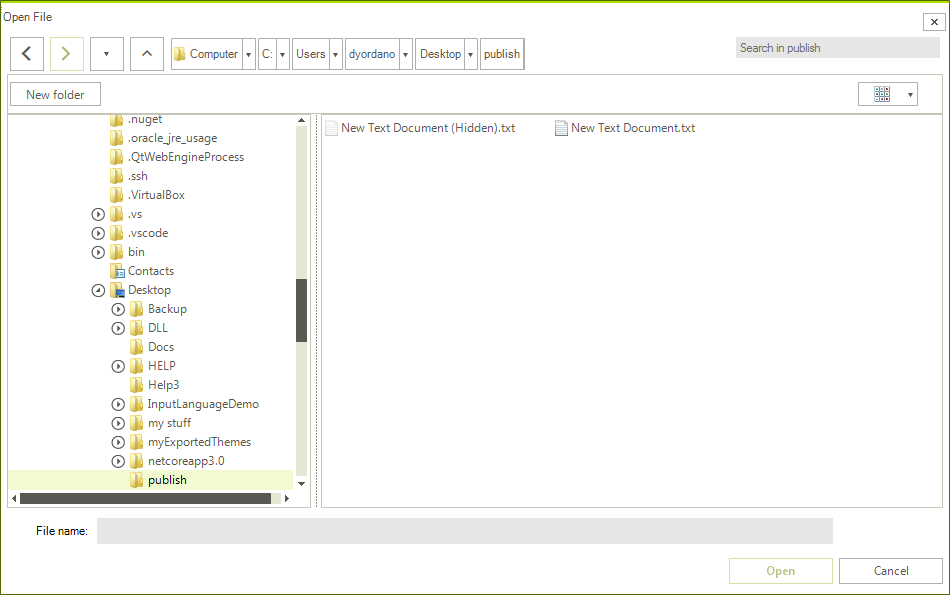 Open File
Computer C: Users dyordano Desktop publish
Search in publish
New folder
.nuget
.oracle_jre_usage
.QtWebEngineProcess
.ssh
.VirtualBox
.vs
.vscode
bin
Contacts
Desktop
Backup
DLL
Docs
HELP
Help3
InputLanguageDemo
my stuff
myExportedThemes
netcoreapp3.0
publish
New Text Document (Hidden).txt
New Text Document.txt
File name:
Open
Cancel